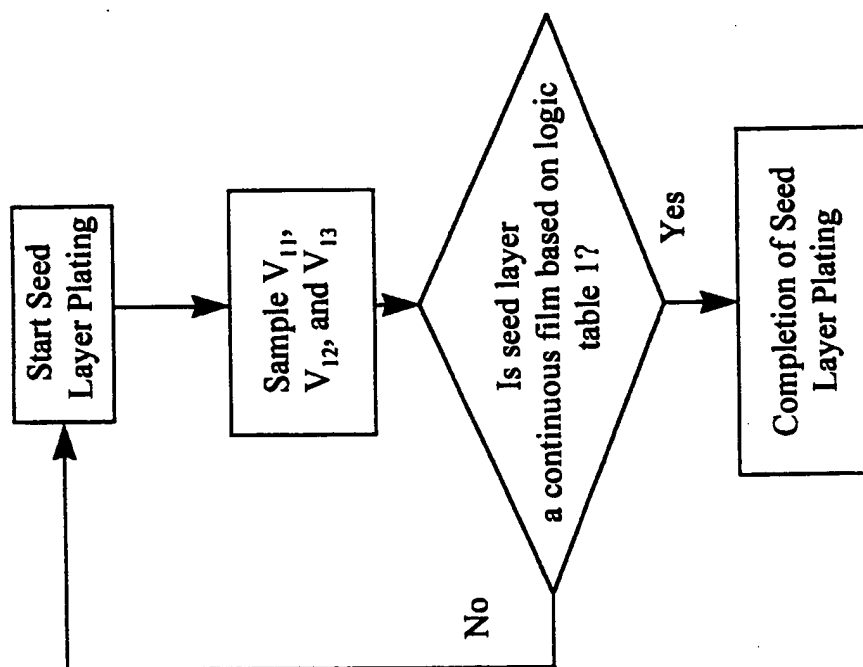 Start Seed
Layer Plating
Sample V₁₁,
V₁₂, and V₁₃
Is seed layer
a continuous film based on logic
table 1?
No
Yes
Completion of Seed
Layer Plating